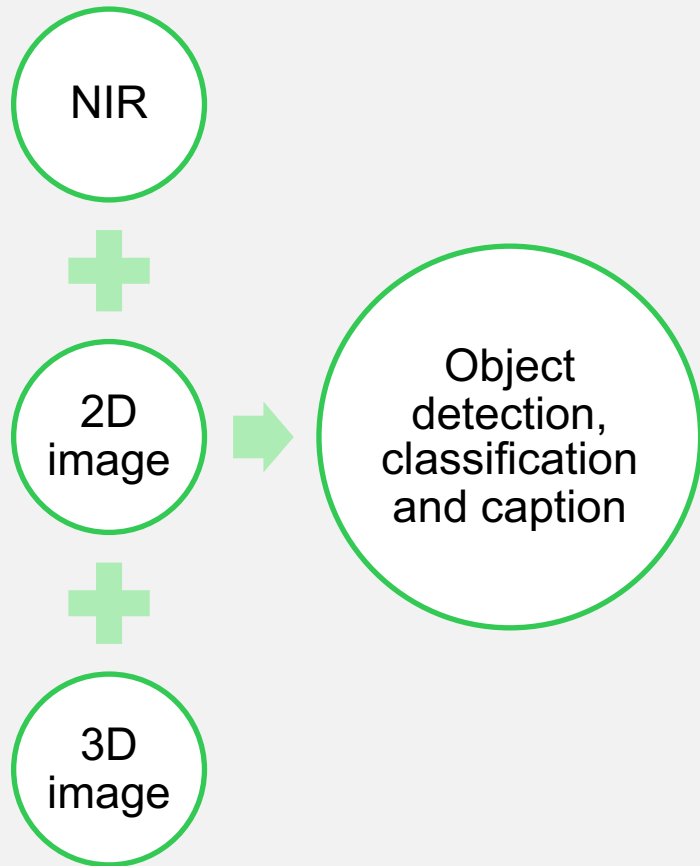 NIR
2D
image
3D
image
Object
detection,
classification
and caption